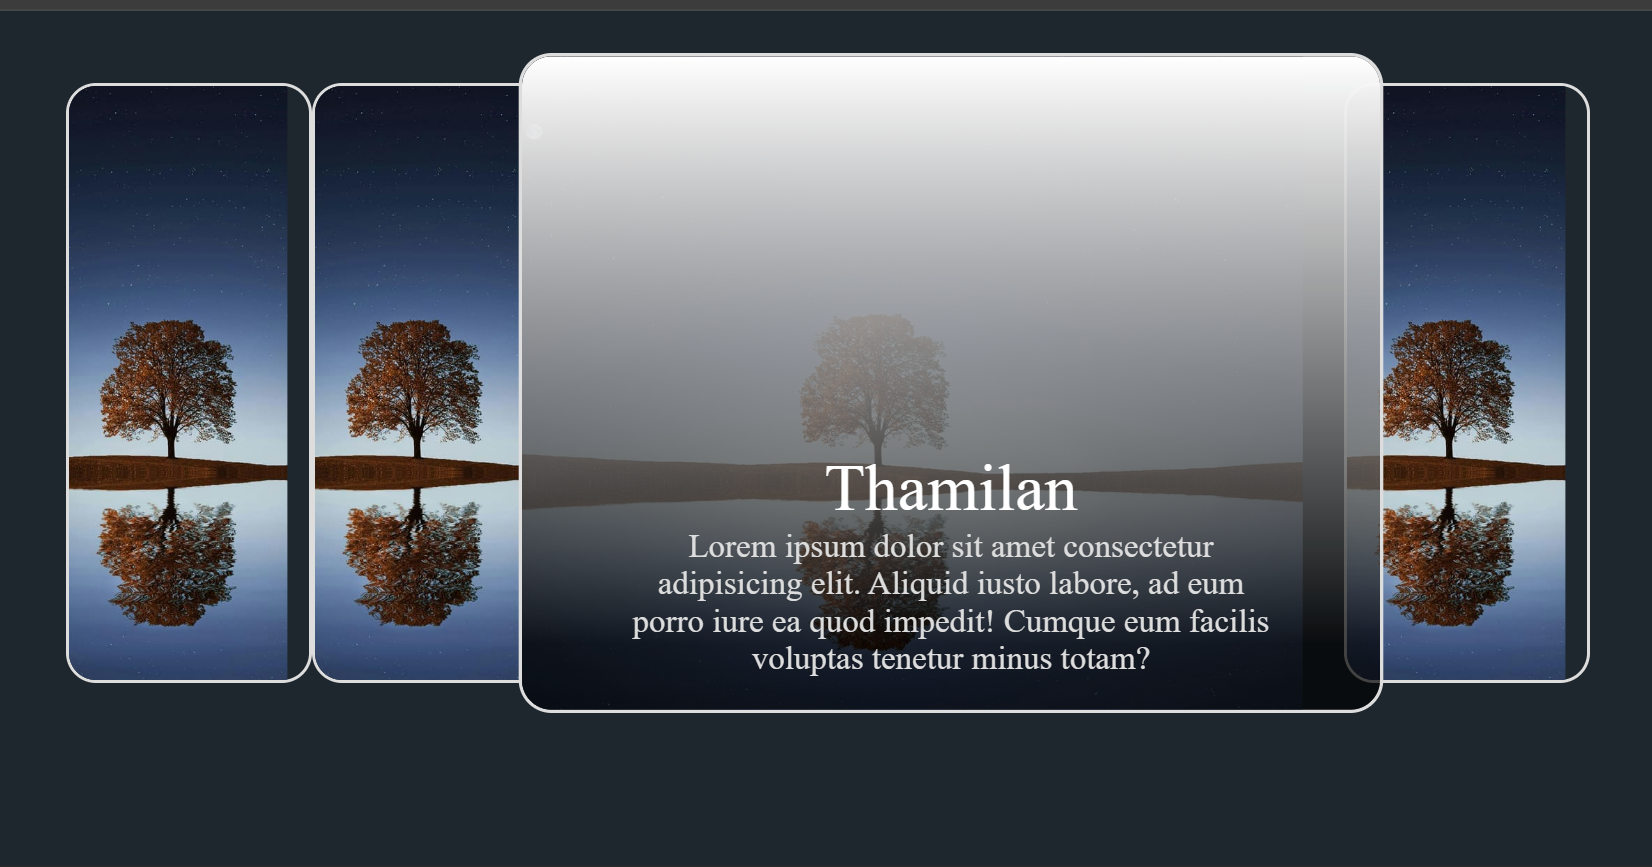 Thamilan
Lorem ipsum dolor sit amet consectetur
adipisicing elit. Aliquid iusto labore, ad eum
porro iure ea quod impedit! Cumque eum facilis
voluptas tenetur minus totam?